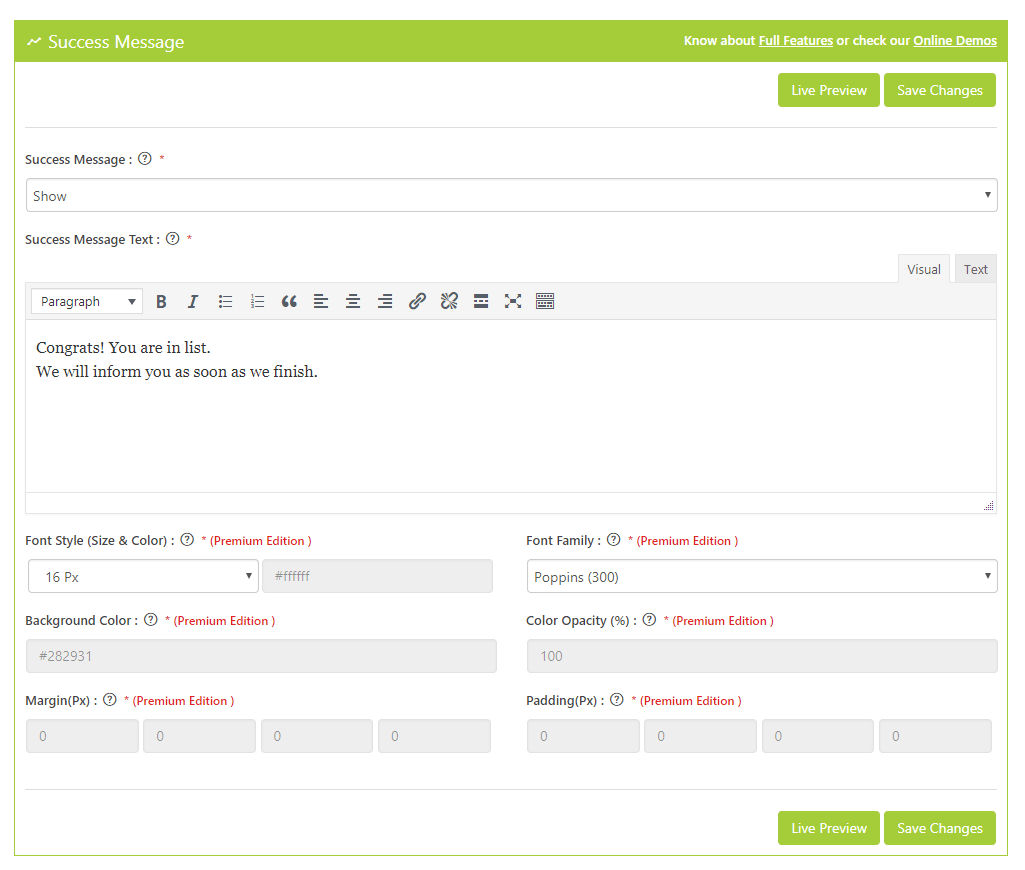 Success Message
Know about Full Features or check our Online Demos
Live Preview
Save Changes
Success Message : ? *
Show
Success Message Text : ? *
Visual
Text
Paragraph
B
I
Congrats! You are in list.
We will inform you as soon as we finish.
Font Style (Size & Color) : ? * (Premium Edition )
Font Family : ? * (Premium Edition )
16 Px
#ffffff
Poppins (300)
Background Color : ? * (Premium Edition )
Color Opacity (%) : ? * (Premium Edition )
#282931
100
Margin(Px) : ? * (Premium Edition )
Padding(Px) : ? * (Premium Edition )
0
0
0
0
0
0
0
0
Live Preview
Save Changes